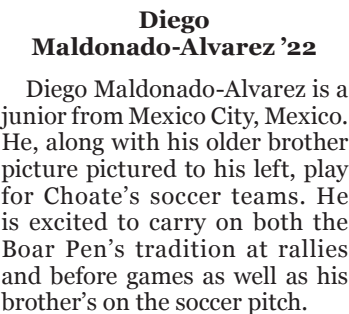 Diego
Maldonado-Alvarez ’22
Diego Maldonado-Alvarez is a
junior from Mexico City, Mexico.
He, along with his older brother
picture pictured to his left, play
for Choate’s soccer teams. He
is excited to carry on both the
Boar Pen’s tradition at rallies
and before games as well as his
brother’s on the soccer pitch.